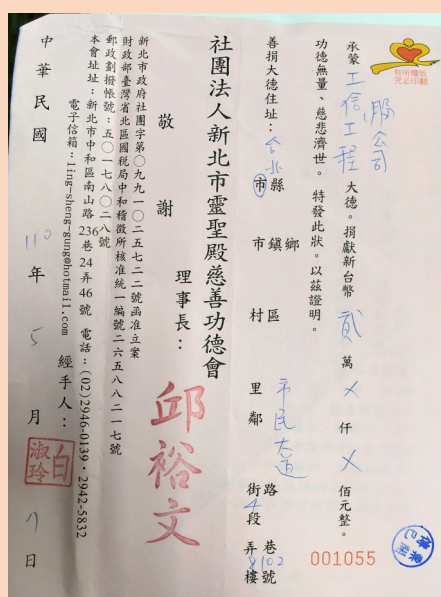 承蒙工信工程股公司大德。捐獻新台幣貳萬×仟×佰元整。
功德無量、慈悲濟世。特發此狀。以茲證明。
善捐大德住址：台北市縣 市鎮鄉 村區 里鄰 市民大道 街路4段 弄巷 8102樓號
社團法人新北市靈聖殿慈善功德會
理事長：邱裕文
敬謝
新北市政府社團字第○九九一○二五七二二號函准立案
財政部臺灣省北區國稅局中和稽徵所核准統一編號二六五八八二一七號
郵政劃撥帳號：五○一七八○二八號
本會址址：新北市中和區南山路236巷24弄46號 電話：(02)2946-0139・2942-5832
電子信箱：ling-sheng-gung@hotmail.com
經手人：白淑玲
中華民國110年5月7日
001055